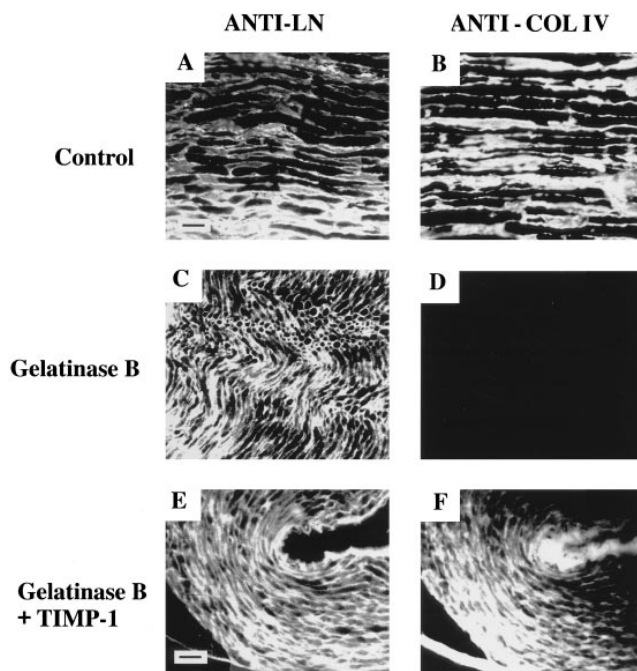 ANTI-LN
ANTI - COL IV
A
B
Control
C
D
Gelatinase B
E
F
Gelatinase B
+ TIMP-1